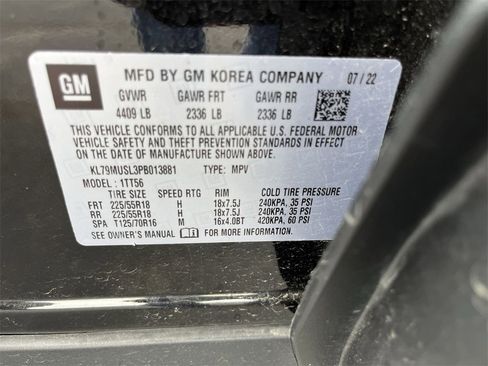 GM
MFD BY GM KOREA COMPANY 07/22
GVWR GAWR FRT GAWR RR
4409 LB 2336 LB 2336 LB
THIS VEHICLE CONFORMS TO ALL APPLICABLE U.S. FEDERAL MOTOR
VEHICLE SAFETY AND BUMPER, AND THEFT PREVENTION STANDARDS
IN EFFECT ON THE DATE OF MANUFACTURE SHOWN ABOVE.
KL79MUSL3PB013881 TYPE: MPV
MODEL: 1TT56
TIRE SIZE SPEED RTG RIM COLD TIRE PRESSURE
FRT 225/55R18 H 18x7.5J 240KPA, 35 PSI
RR 225/55R18 H 18x7.5J 240KPA, 35 PSI
SPA T125/70R16 M 16x4.0BT 420KPA, 60 PSI
SEE OWNER'S MANUAL FOR MORE INFORMATION